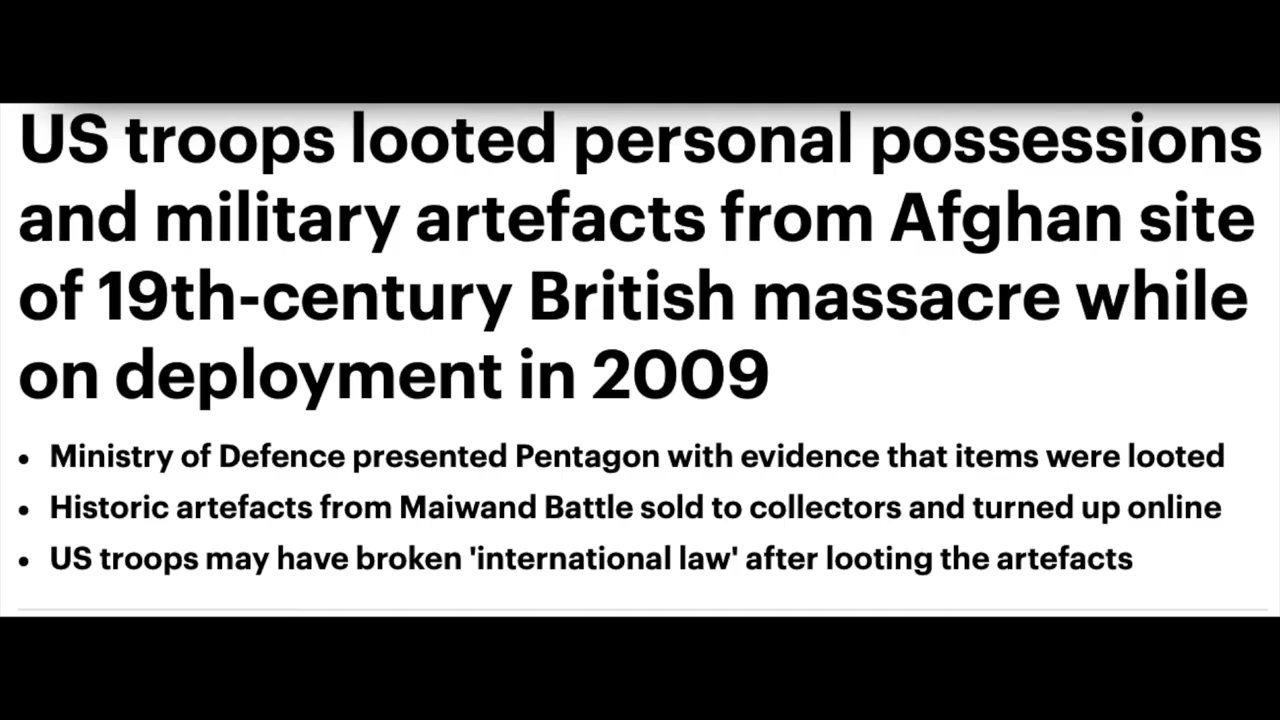 US troops looted personal possessions
and military artefacts from Afghan site
of 19th-century British massacre while
on deployment in 2009
• Ministry of Defence presented Pentagon with evidence that items were looted
• Historic artefacts from Maiwand Battle sold to collectors and turned up online
• US troops may have broken 'international law' after looting the artefacts